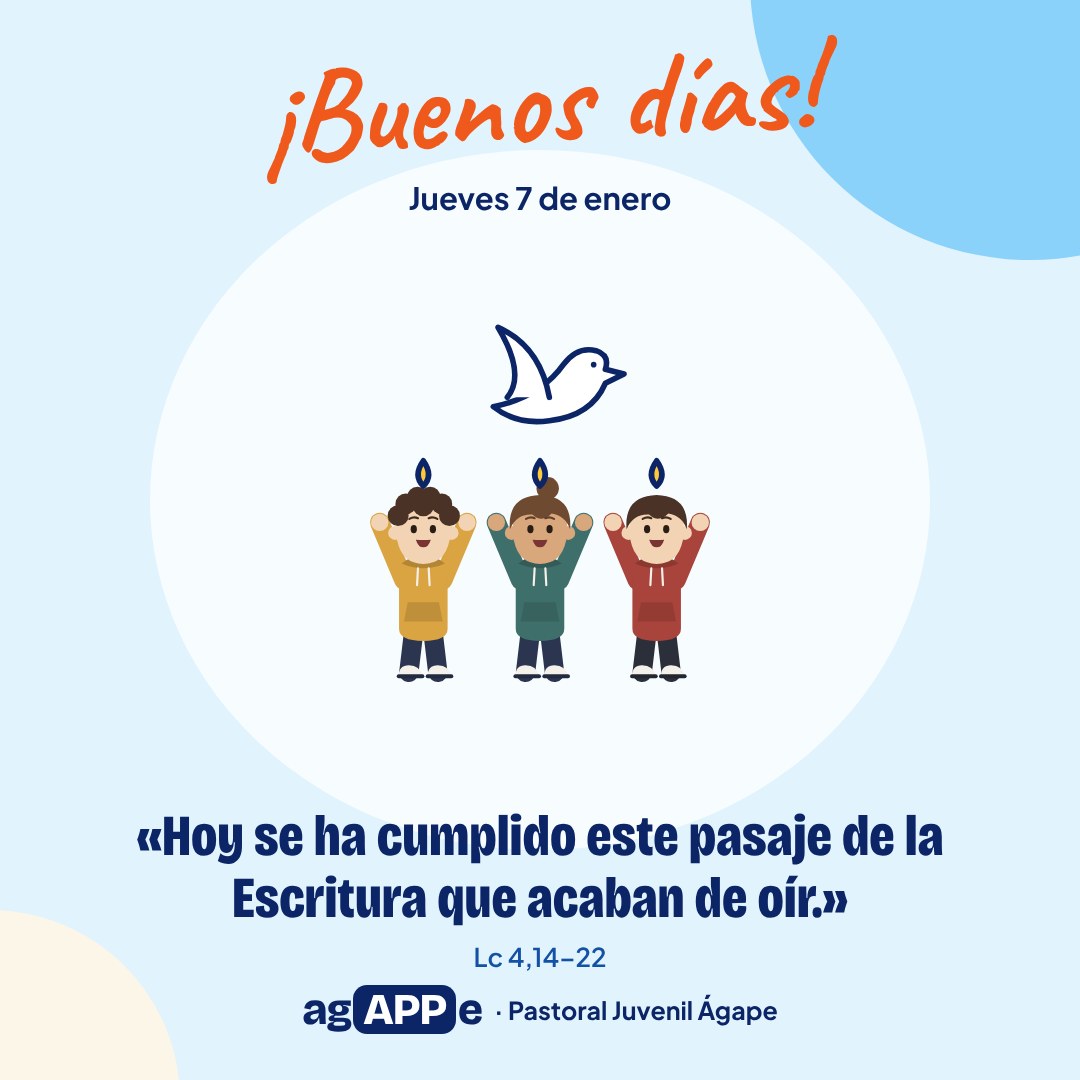 ¡Buenos días!
Jueves 7 de enero
«Hoy se ha cumplido este pasaje de la
Escritura que acaban de oír.»
Lc 4,14–22
agAPPe · Pastoral Juvenil Ágape